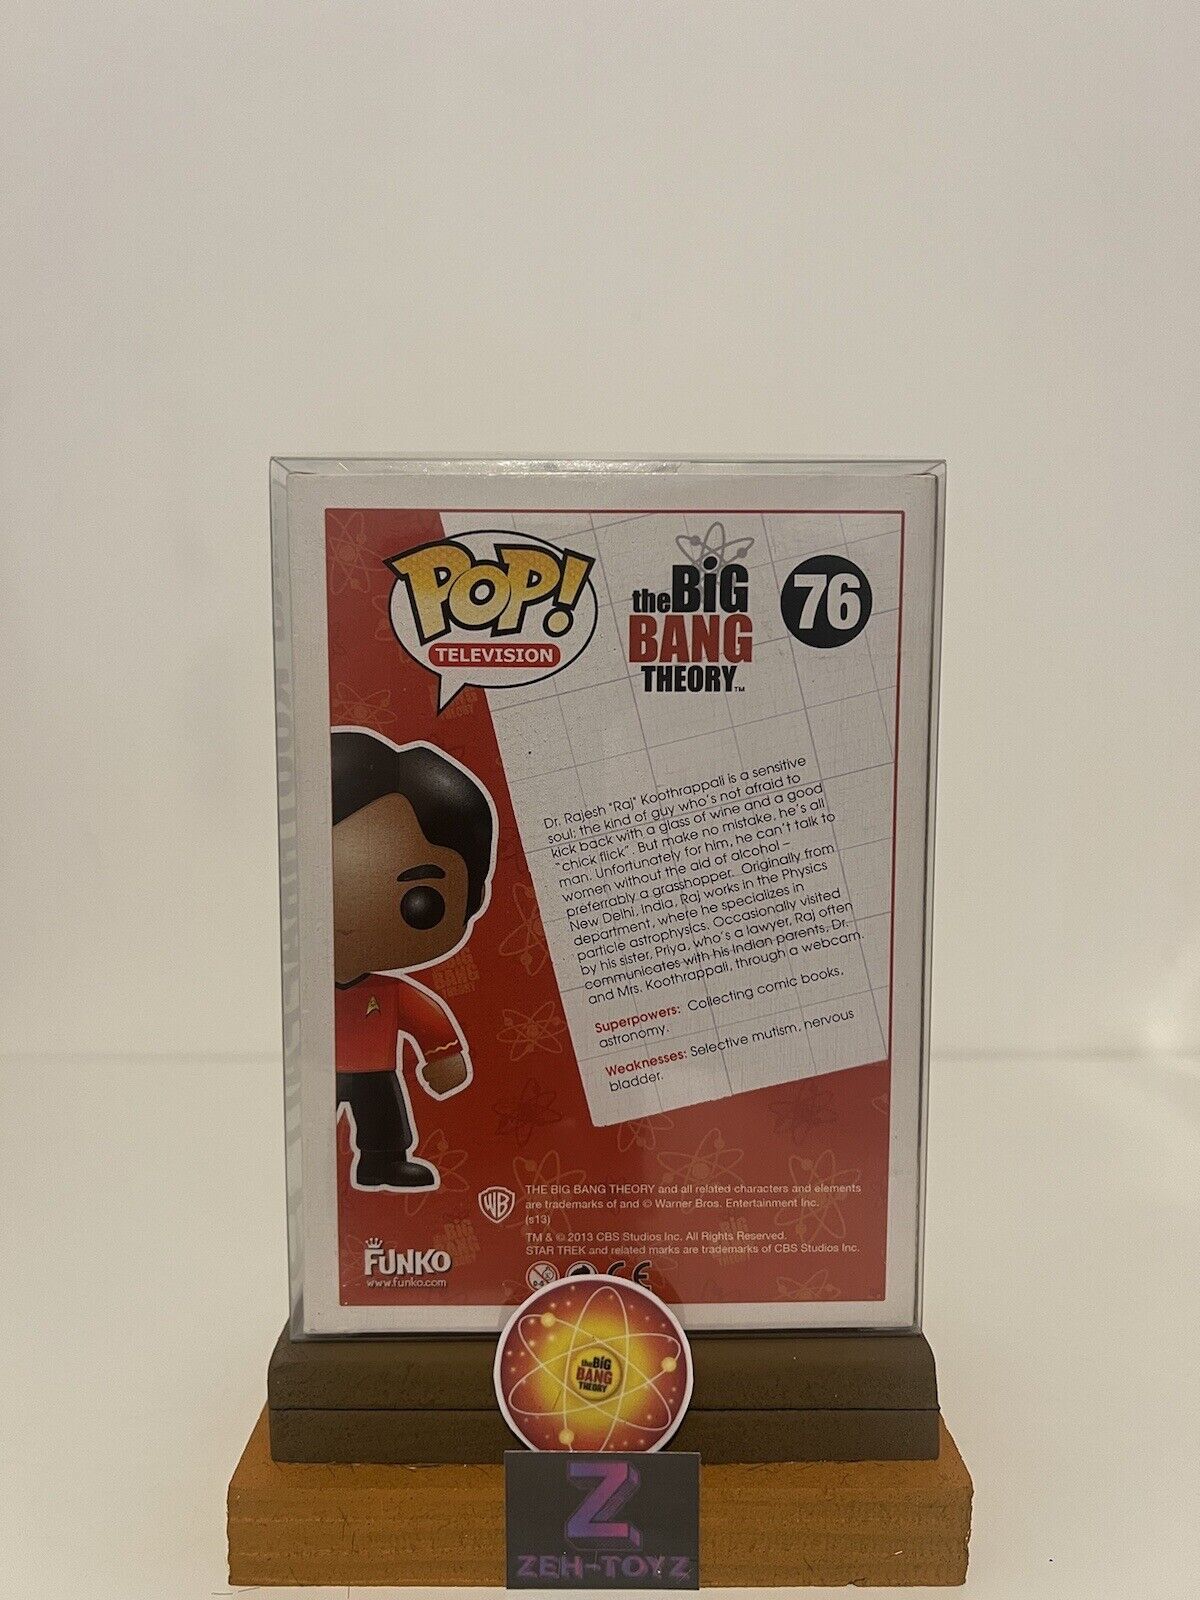 POP!
TELEVISION
the BiG
BANG
THEORY™
76
Dr. Rajesh "Raj" Koothrappali is a sensitive
soul; the kind of guy who's not afraid to
kick back with a glass of wine and a good
"chick flick". But make no mistake, he's all
man. Unfortunately for him, he can't talk to
women without the aid of alcohol –
preferrably a grasshopper. Originally from
New Delhi, India, Raj works in the Physics
department, where he specializes in
particle astrophysics. Occasionally visited
by his sister, Priya, who's a lawyer, Raj often
communicates with his Indian parents, Dr.
and Mrs. Koothrappali, through a webcam.
Superpowers: Collecting comic books,
astronomy.
Weaknesses: Selective mutism, nervous
bladder.
WB
THE BIG BANG THEORY and all related characters and elements
are trademarks of and © Warner Bros. Entertainment Inc.
(s13)
TM & © 2013 CBS Studios Inc. All Rights Reserved.
STAR TREK and related marks are trademarks of CBS Studios Inc.
FUNKO
www.funko.com
CE
the BiG
BANG
THEORY
Z
ZEH-TOYZ